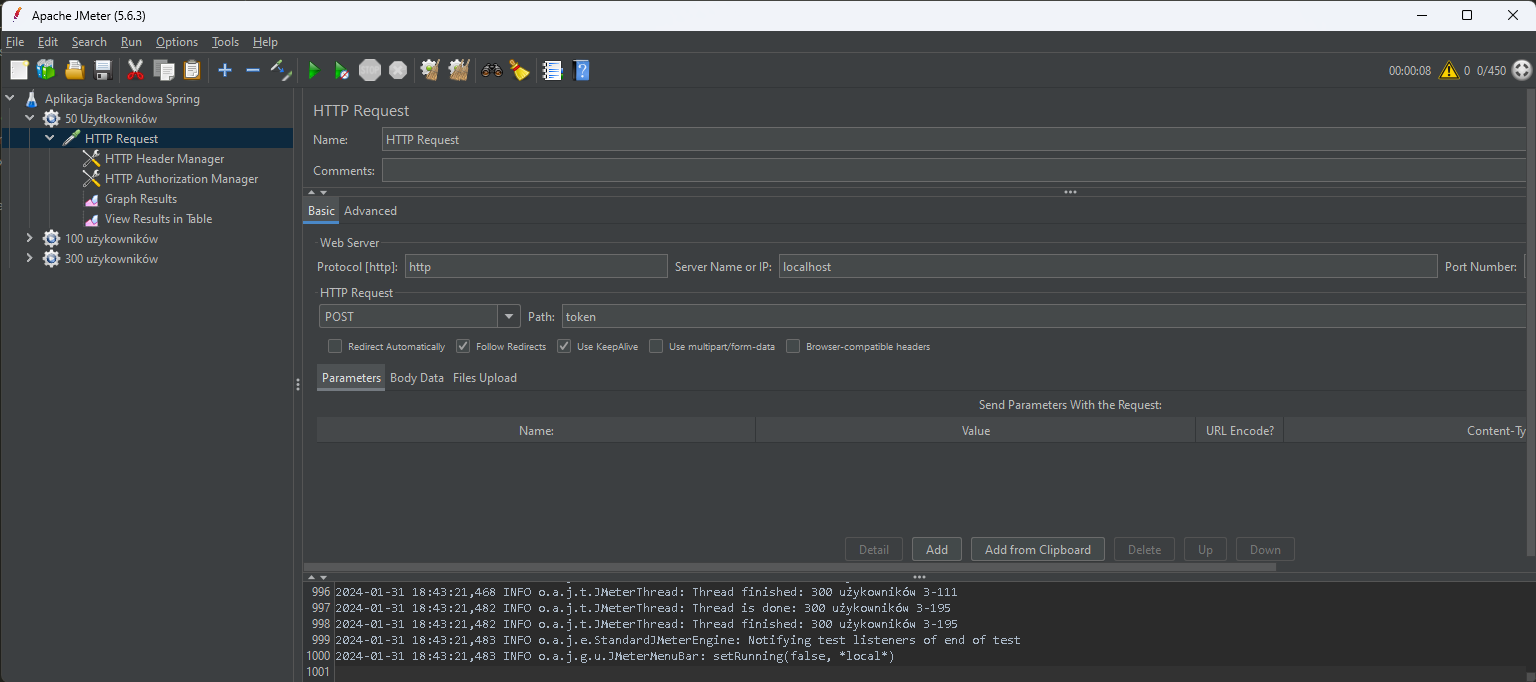 Apache JMeter (5.6.3)
File Edit Search Run Options Tools Help
STOP
00:00:08 0 0/450
Aplikacja Backendowa Spring
50 Użytkowników
HTTP Request
HTTP Header Manager
HTTP Authorization Manager
Graph Results
View Results in Table
100 użykowników
300 użykowników
HTTP Request
Name: HTTP Request
Comments:
Basic Advanced
Web Server
Protocol [http]: http Server Name or IP: localhost Port Number:
HTTP Request
POST Path: token
Redirect Automatically Follow Redirects Use KeepAlive Use multipart/form-data Browser-compatible headers
Parameters Body Data Files Upload
Send Parameters With the Request:
Name: Value URL Encode? Content-Ty
Detail Add Add from Clipboard Delete Up Down
996 2024-01-31 18:43:21,468 INFO o.a.j.t.JMeterThread: Thread finished: 300 użykowników 3-111
997 2024-01-31 18:43:21,482 INFO o.a.j.t.JMeterThread: Thread is done: 300 użykowników 3-195
998 2024-01-31 18:43:21,482 INFO o.a.j.t.JMeterThread: Thread finished: 300 użykowników 3-195
999 2024-01-31 18:43:21,483 INFO o.a.j.e.StandardJMeterEngine: Notifying test listeners of end of test
1000 2024-01-31 18:43:21,483 INFO o.a.j.g.u.JMeterMenuBar: setRunning(false, *local*)
1001